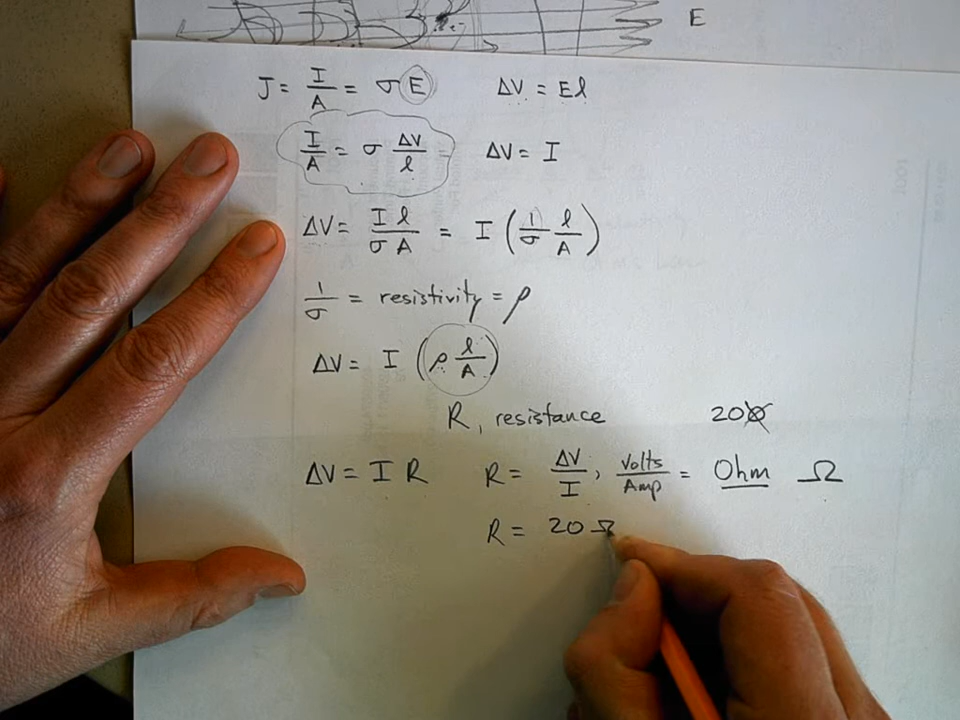 E
J = I/A = σ E    ΔV = E l
I/A = σ ΔV/l    ΔV = I
ΔV = I l/σ A = I (1/σ l/A)
1/σ = resistivity = ρ
ΔV = I (ρ l/A)
R, resistance    20
ΔV = I R    R = ΔV/I, Volts/Amp = Ohm Ω
R = 20 Ω